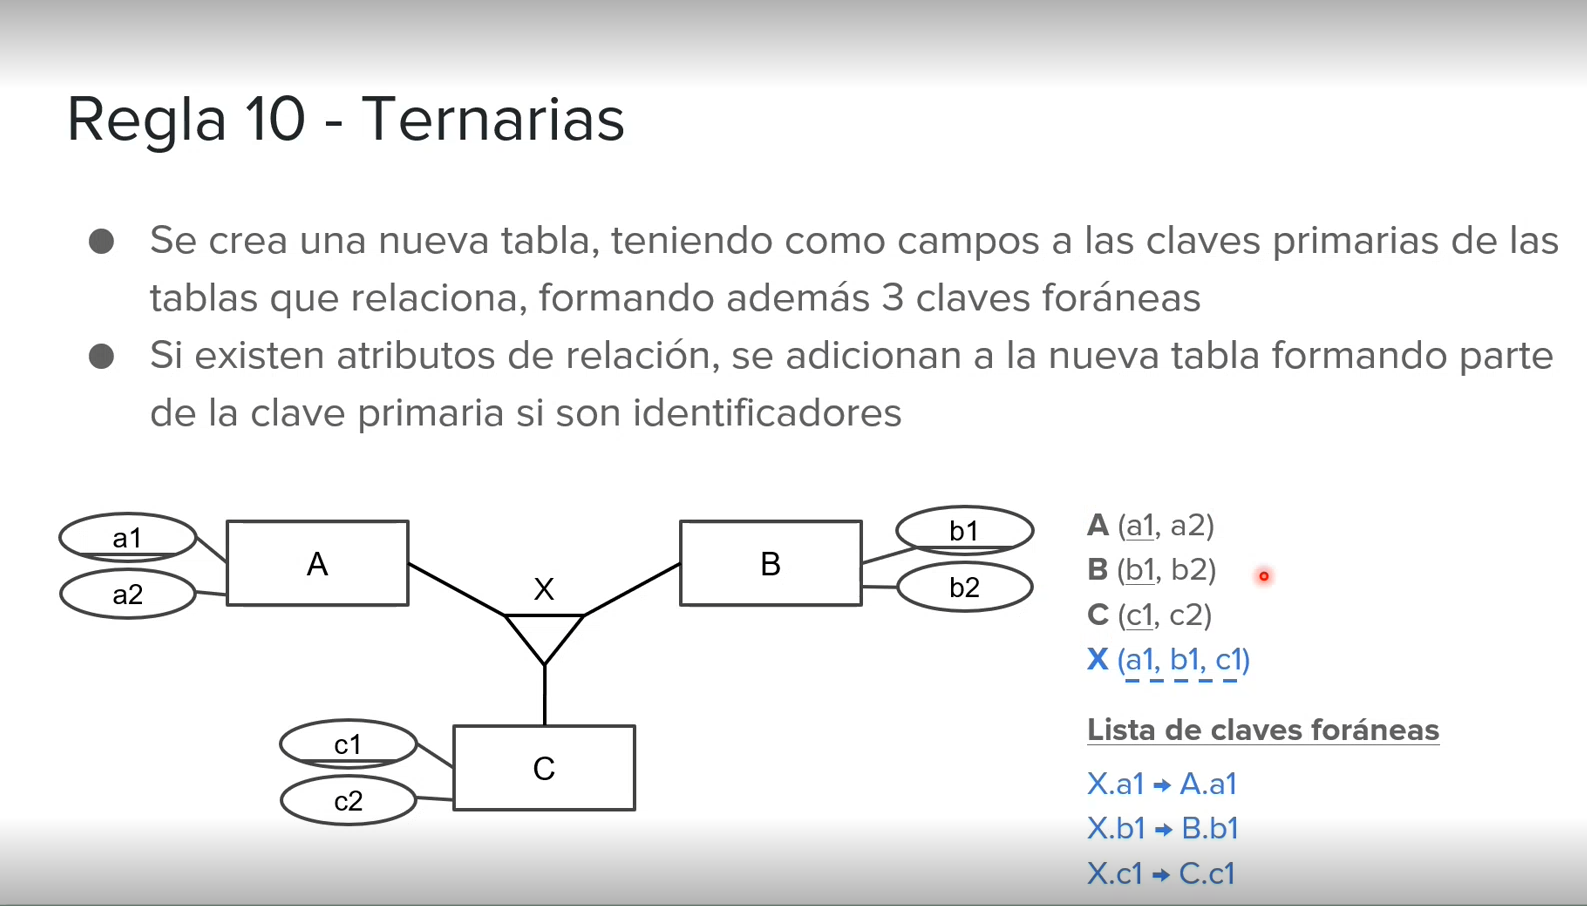 Regla 10 - Ternarias
● Se crea una nueva tabla, teniendo como campos a las claves primarias de las
tablas que relaciona, formando además 3 claves foráneas
● Si existen atributos de relación, se adicionan a la nueva tabla formando parte
de la clave primaria si son identificadores
a1
a2
A
X
B
b1
b2
c1
c2
C
A (a1, a2)
B (b1, b2)
C (c1, c2)
X (a1, b1, c1)
Lista de claves foráneas
X.a1 → A.a1
X.b1 → B.b1
X.c1 → C.c1